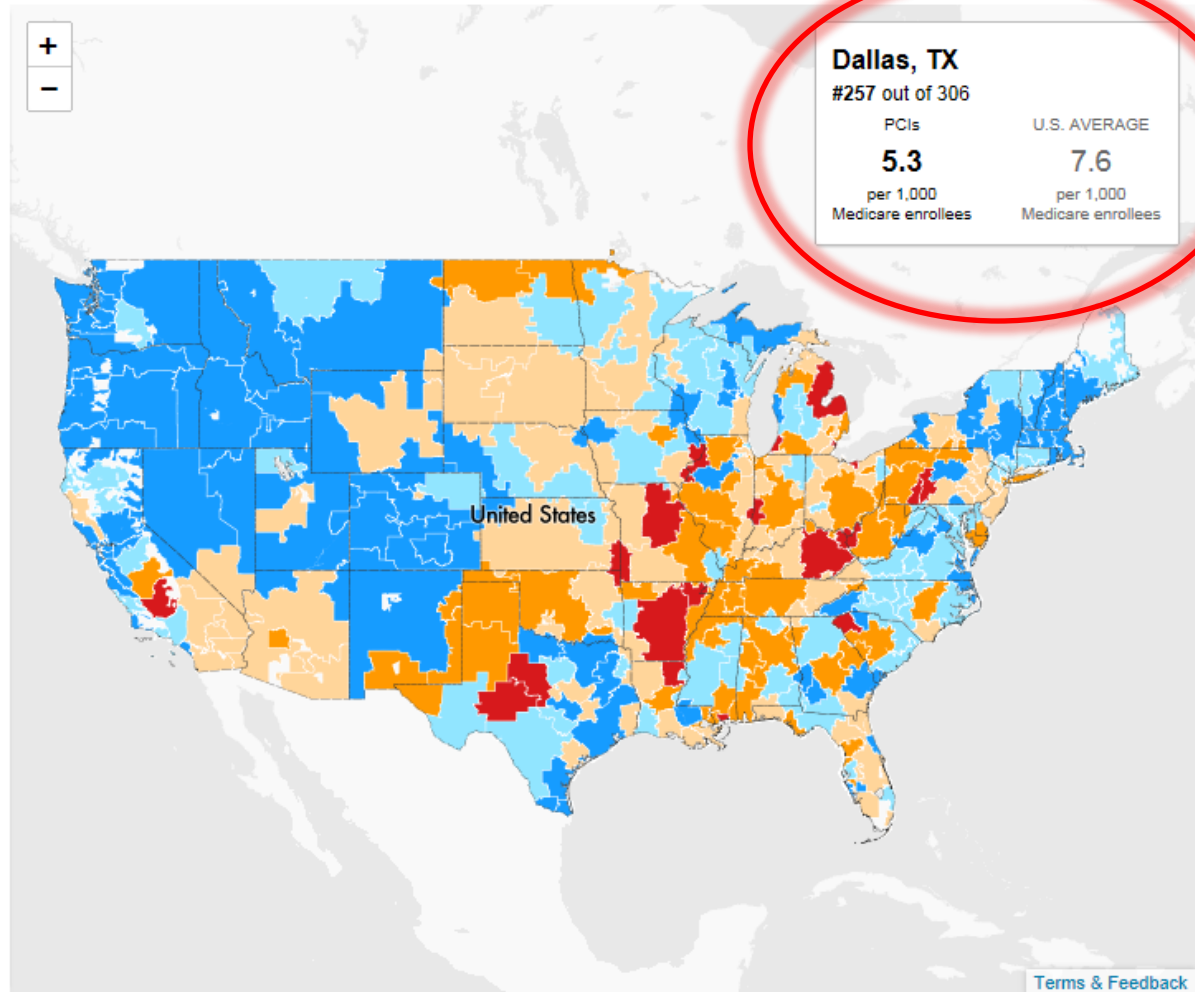 +
−
Dallas, TX
#257 out of 306
PCIs
U.S. AVERAGE
5.3
7.6
per 1,000
per 1,000
Medicare enrollees
Medicare enrollees
United States
Terms & Feedback